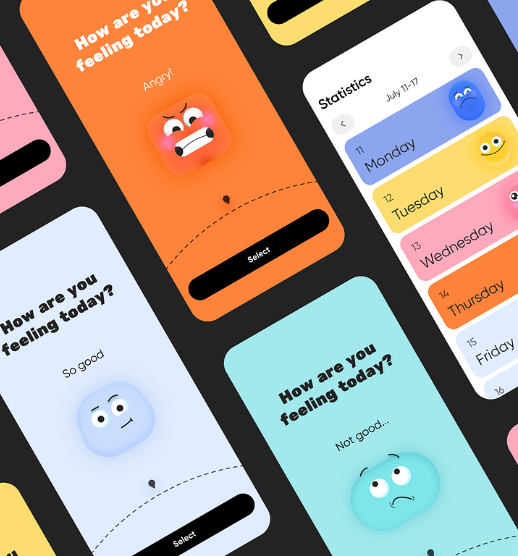 How are you
feeling today?
Angry!
Select
Statistics
July 11-17
11
Monday
12
Tuesday
13
Wednesday
14
Thursday
15
Friday
16
How are you
feeling today?
So good
Select
How are you
feeling today?
Not good...